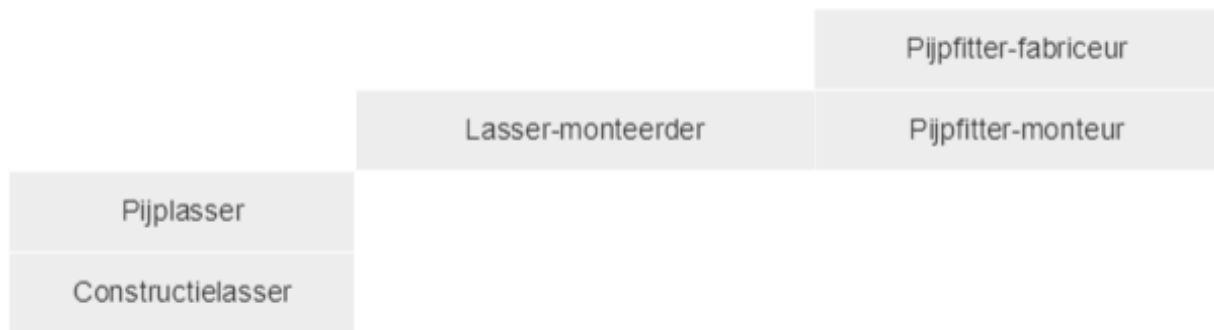 Pijpfitter-fabriceur
Lasser-monteerder
Pijpfitter-monteur
Pijplasser
Constructielasser